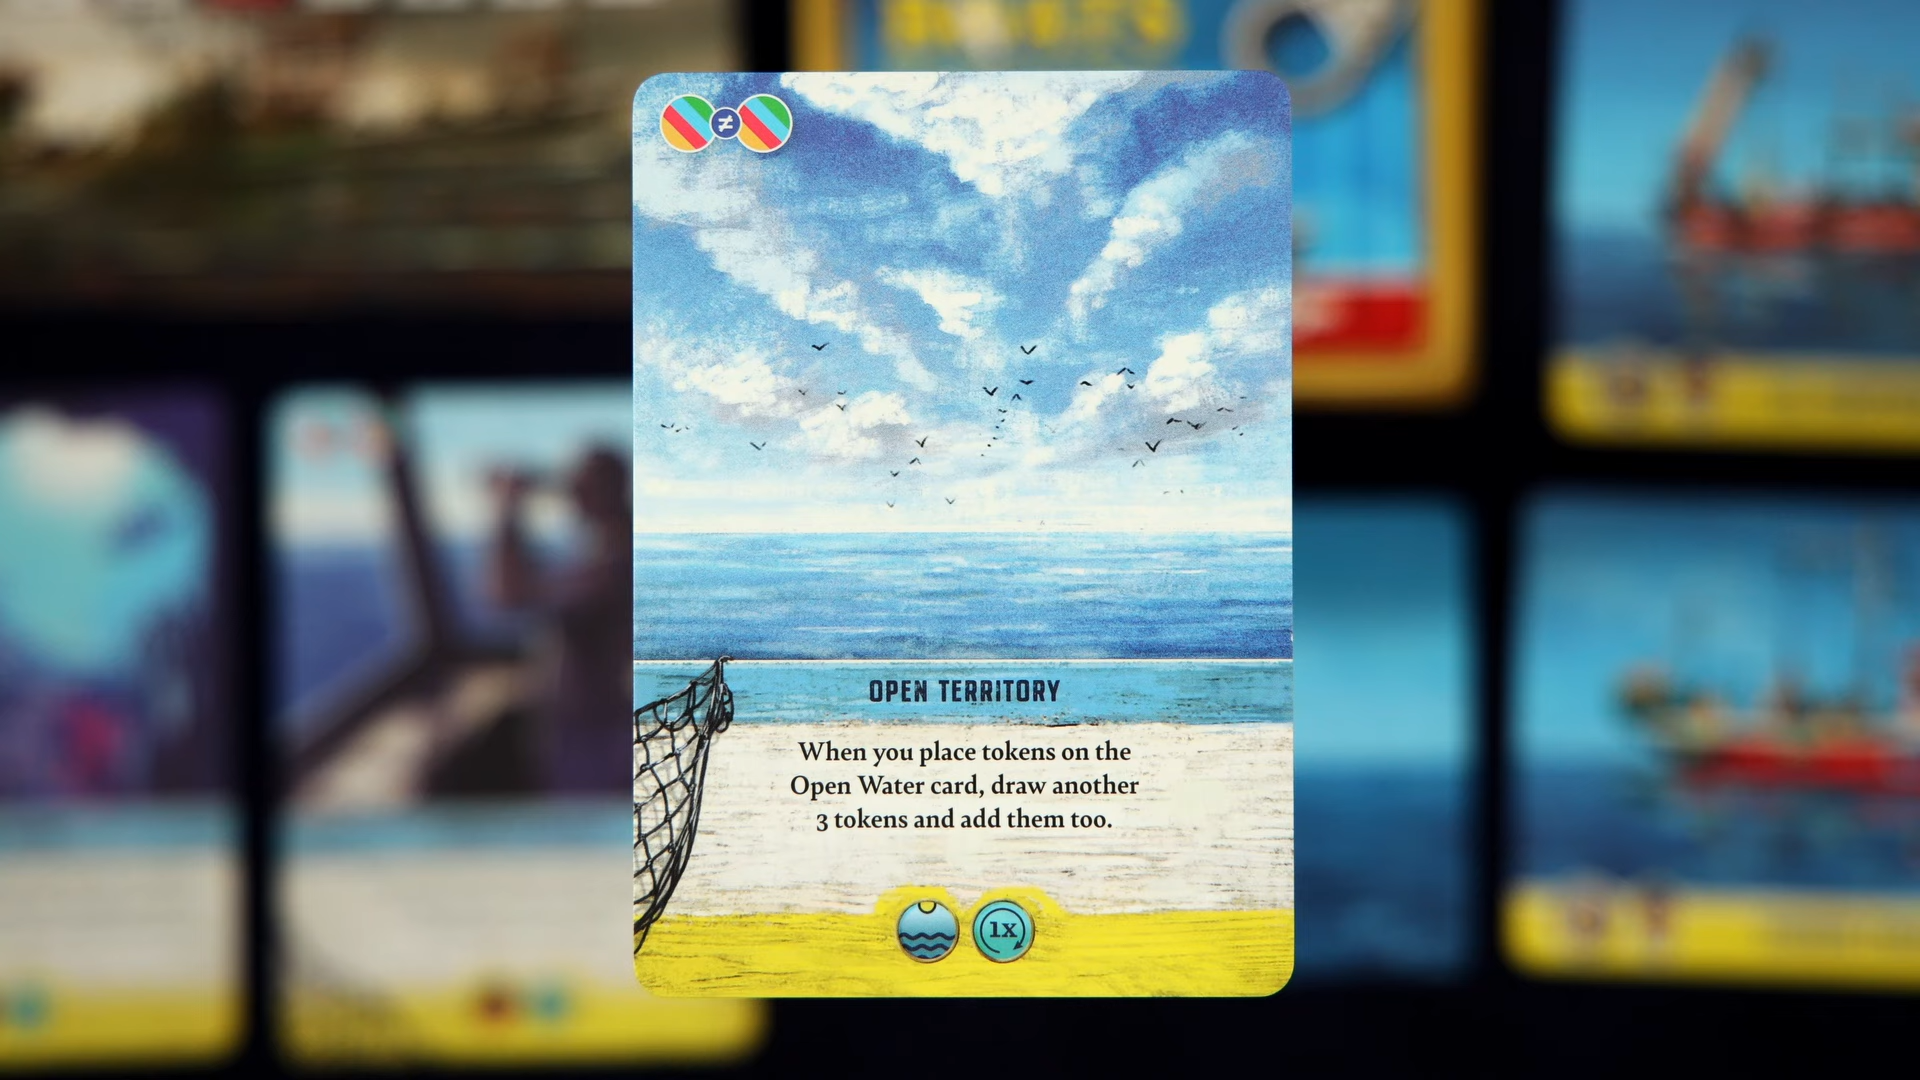 ≠
OPEN TERRITORY
When you place tokens on the
Open Water card, draw another
3 tokens and add them too.
1X